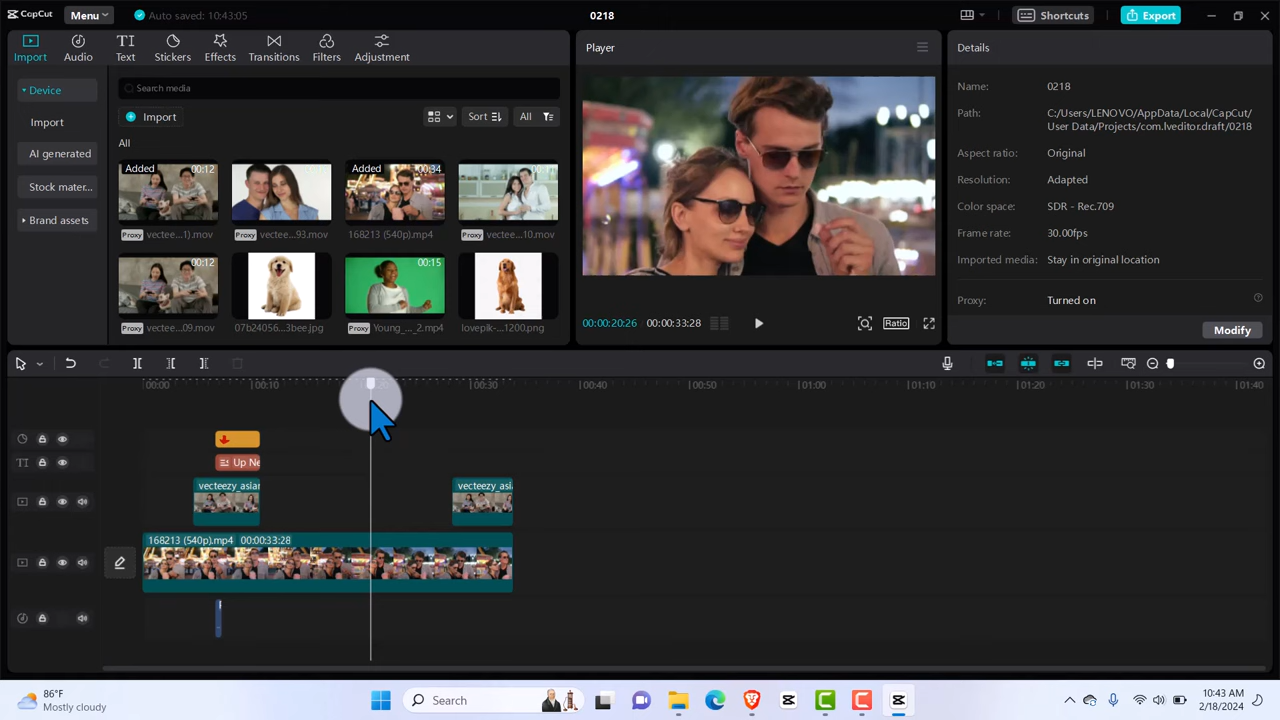 CapCut
Menu
Auto saved: 10:43:05
0218
Shortcuts
Export
Import
Audio
Text
Stickers
Effects
Transitions
Filters
Adjustment
Device
Import
AI generated
Stock mater...
Brand assets
Search media
Import
Sort
All
All
Added 00:12
Added 00:34
Proxy vectee...1).mov
Proxy vectee...93.mov
168213 (540p).mp4
Proxy vectee...10.mov
00:12
00:15
Proxy vectee...09.mov
07b24056...3bee.jpg
Proxy Young_..._2.mp4
lovepik-...1200.png
Player
00:00:20:26
00:00:33:28
Ratio
Details
Name: 0218
Path: C:/Users/LENOVO/AppData/Local/CapCut/
User Data/Projects/com.lveditor.draft/0218
Aspect ratio: Original
Resolution: Adapted
Color space: SDR - Rec.709
Frame rate: 30.00fps
Imported media: Stay in original location
Proxy: Turned on
Modify
00:00
00:10
00:30
00:40
00:50
01:00
01:10
01:20
01:30
01:40
Up Ne
vecteezy_asian
vecteezy_asi
168213 (540p).mp4 00:00:33:28
86°F
Mostly cloudy
Search
10:43 AM
2/18/2024